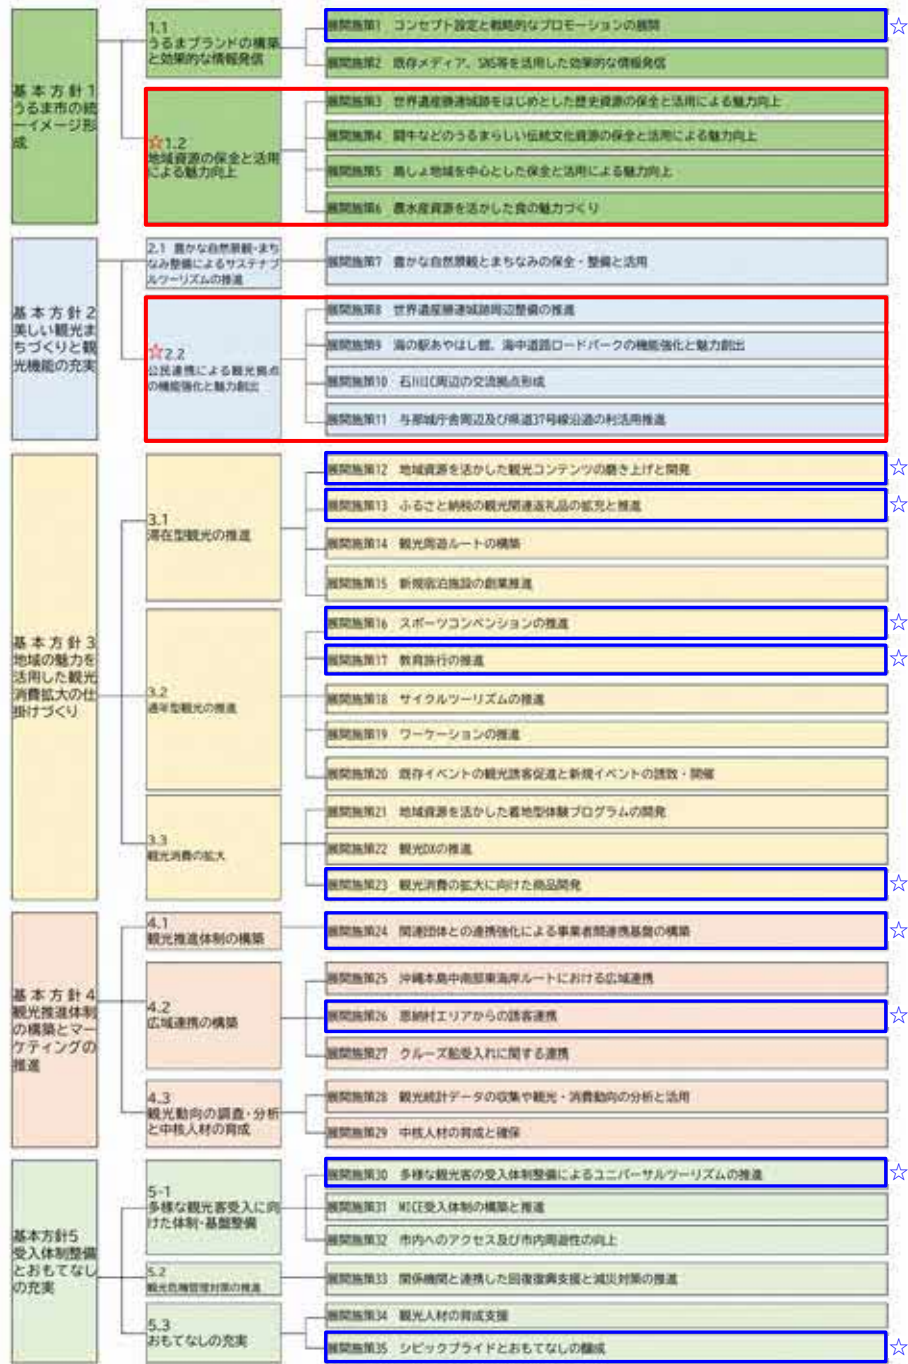 基本方針1
うるま市の統
一イメージ形
成
1.1
うるまブランドの構築
と効果的な情報発信
展開施策1 コンセプト設定と戦略的なプロモーションの展開
☆
展開施策2 既存メディア、SNS等を活用した効果的な情報発信
☆1.2
地域資源の保全と活用
による魅力向上
展開施策3 世界遺産勝連城跡をはじめとした歴史資源の保全と活用による魅力向上
展開施策4 闘牛などのうるまらしい伝統文化資源の保全と活用による魅力向上
展開施策5 島しょ地域を中心とした保全と活用による魅力向上
展開施策6 農水産資源を活かした食の魅力づくり
基本方針2
美しい観光ま
ちづくりと観
光機能の充実
2.1 豊かな自然景観・まち
なみ整備によるサステナブ
ルツーリズムの推進
展開施策7 豊かな自然景観とまちなみの保全・整備と活用
☆2.2
公民連携による観光拠点
の機能強化と魅力創出
展開施策8 世界遺産勝連城跡周辺整備の推進
展開施策9 海の駅あやはし館、海中道路ロードパークの機能強化と魅力創出
展開施策10 石川IC周辺の交流拠点形成
展開施策11 与那城庁舎周辺及び県道37号線沿道の利活用推進
基本方針3
地域の魅力を
活用した観光
消費拡大の仕
掛けづくり
3.1
滞在型観光の推進
展開施策12 地域資源を活かした観光コンテンツの磨き上げと開発
☆
展開施策13 ふるさと納税の観光関連返礼品の拡充と推進
☆
展開施策14 観光周遊ルートの構築
展開施策15 新規宿泊施設の創業推進
3.2
通年型観光の推進
展開施策16 スポーツコンベンションの推進
☆
展開施策17 教育旅行の推進
☆
展開施策18 サイクルツーリズムの推進
展開施策19 ワーケーションの推進
展開施策20 既存イベントの観光誘客促進と新規イベントの誘致・開催
3.3
観光消費の拡大
展開施策21 地域資源を活かした着地型体験プログラムの開発
展開施策22 観光DXの推進
展開施策23 観光消費の拡大に向けた商品開発
☆
基本方針4
観光推進体制
の構築とマー
ケティングの
推進
4.1
観光推進体制の構築
展開施策24 関連団体との連携強化による事業者間連携基盤の構築
☆
4.2
広域連携の構築
展開施策25 沖縄本島中南部東海岸ルートにおける広域連携
展開施策26 恩納村エリアからの誘客連携
☆
展開施策27 クルーズ船受入れに関する連携
4.3
観光動向の調査・分析
と中核人材の育成
展開施策28 観光統計データの収集や観光・消費動向の分析と活用
展開施策29 中核人材の育成と確保
基本方針5
受入体制整備
とおもてなし
の充実
5-1
多様な観光客受入に向
けた体制・基盤整備
展開施策30 多様な観光客の受入体制整備によるユニバーサルツーリズムの推進
☆
展開施策31 MICE受入体制の構築と推進
展開施策32 市内へのアクセス及び市内周遊性の向上
5.2
観光危機管理対策の推進
展開施策33 関係機関と連携した回復復興支援と減災対策の推進
5.3
おもてなしの充実
展開施策34 観光人材の育成支援
展開施策35 シビックプライドとおもてなしの醸成
☆